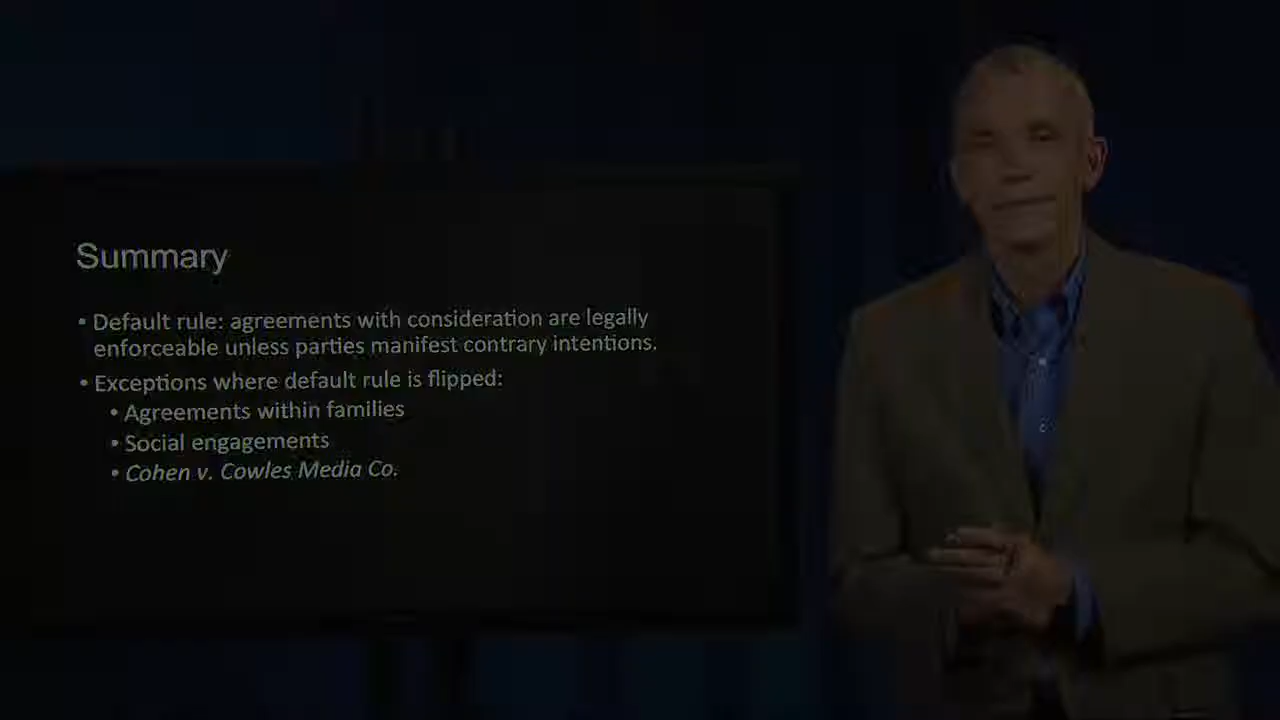 Summary
• Default rule: agreements with consideration are legally
enforceable unless parties manifest contrary intentions.
• Exceptions where default rule is flipped:
• Agreements within families
• Social engagements
• Cohen v. Cowles Media Co.